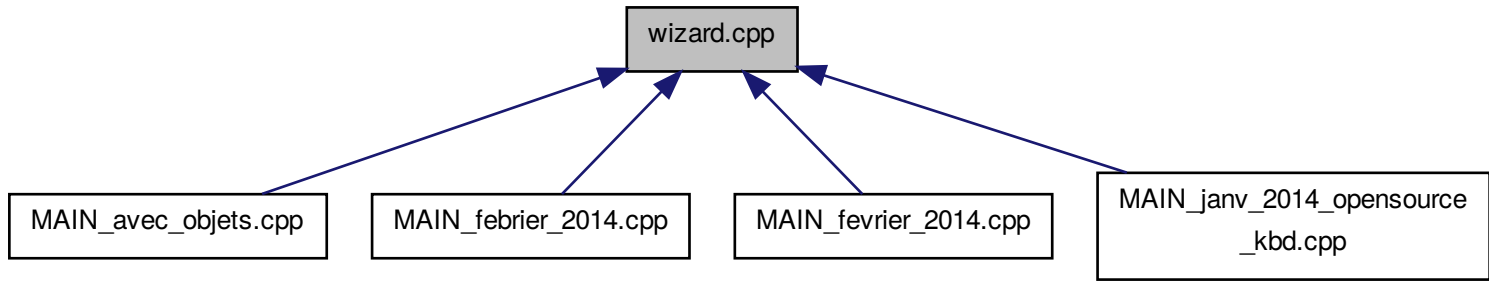 wizard.cpp
MAIN_avec_objets.cpp
MAIN_febrier_2014.cpp
MAIN_fevrier_2014.cpp
MAIN_janv_2014_opensource
_kbd.cpp